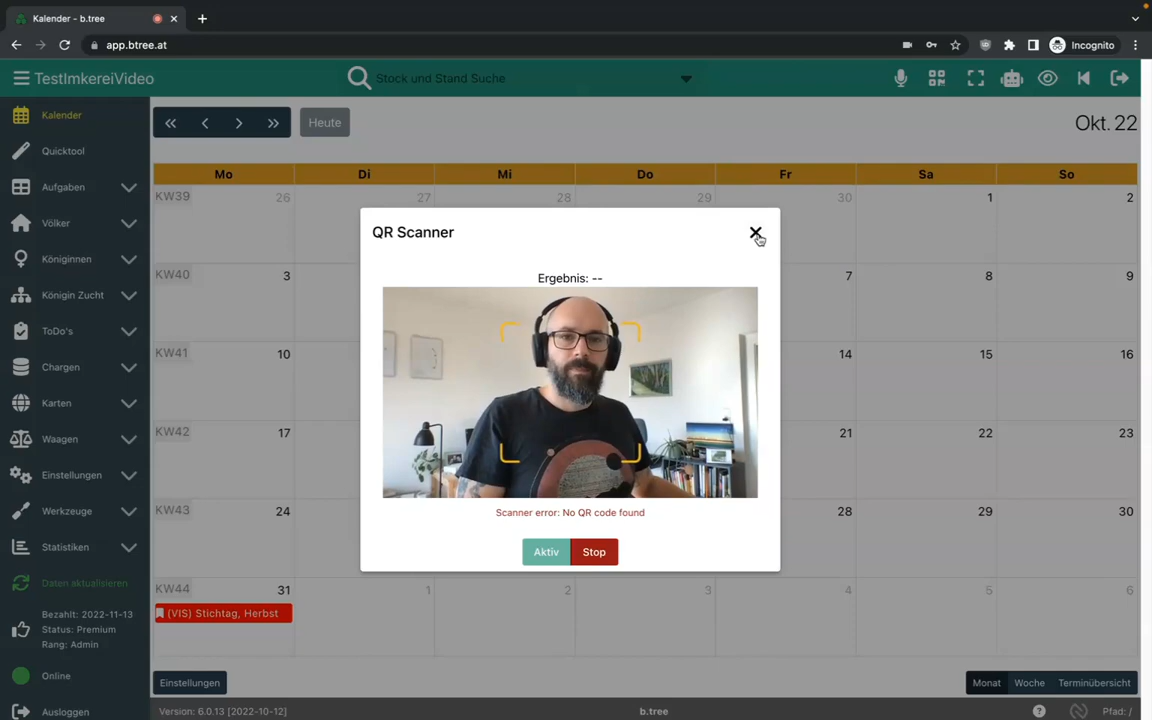 Kalender - b.tree
app.btree.at
Incognito
TestImkereiVideo
Stock und Stand Suche
Kalender
Quicktool
Aufgaben
Völker
Königinnen
Königin Zucht
ToDo's
Chargen
Karten
Waagen
Einstellungen
Werkzeuge
Statistiken
Daten aktualisieren
Bezahlt: 2022-11-13
Status: Premium
Rang: Admin
Online
Ausloggen
Heute
Okt. 22
Mo Di Mi Do Fr Sa So
KW39 26 27 28 29 30 1 2
KW40 3 7 8 9
KW41 10 14 15 16
KW42 17 21 22 23
KW43 24 28 29 30
KW44 31 1 2 3 4 5 6
(VIS) Stichtag, Herbst
QR Scanner
Ergebnis: --
Scanner error: No QR code found
Aktiv Stop
Einstellungen
Monat Woche Terminübersicht
Version: 6.0.13 [2022-10-12]
b.tree
? Pfad: /